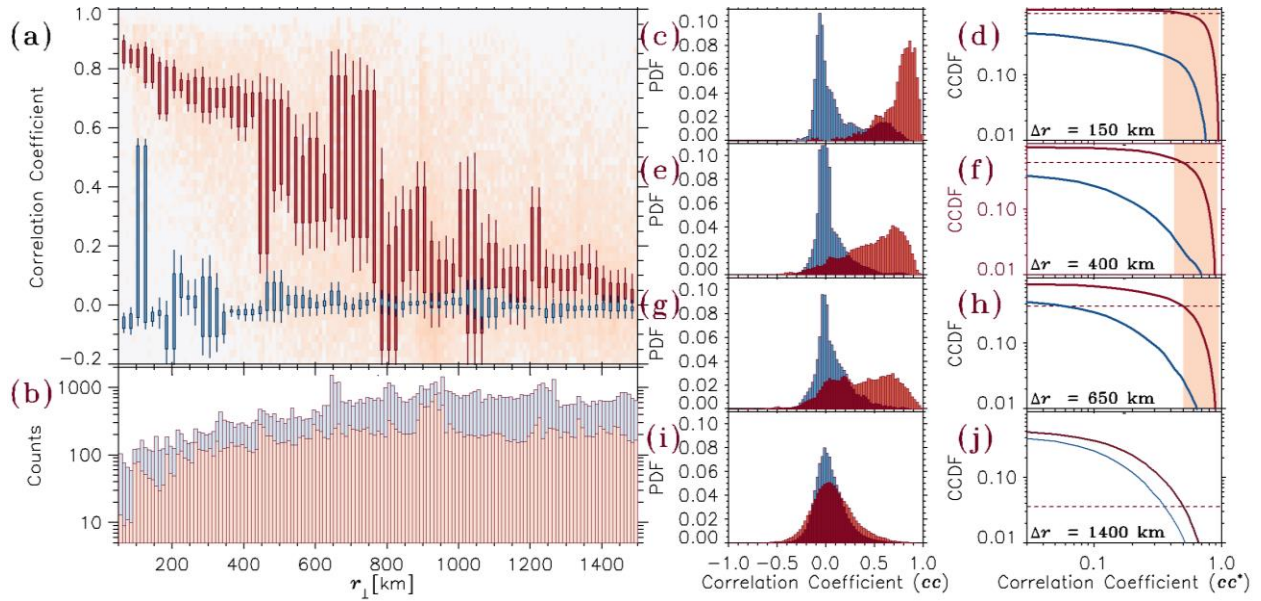 (a)
Correlation Coefficient
1.0
0.8
0.6
0.4
0.2
0.0
−0.2
(b)
Counts
1000
100
10
200 400 600 800 1000 1200 1400
r⊥[km]
(c)
PDF
0.10
0.08
0.06
0.04
0.02
0.00
(e)
PDF
0.10
0.08
0.06
0.04
0.02
0.00
(g)
PDF
0.10
0.08
0.06
0.04
0.02
0.00
(i)
PDF
0.10
0.08
0.06
0.04
0.02
0.00
−1.0 −0.5 0.0 0.5 1.0
Correlation Coefficient (cc)
(d)
CCDF
0.10
0.01
Δr = 150 km
(f)
CCDF
0.10
0.01
Δr = 400 km
(h)
CCDF
0.10
0.01
Δr = 650 km
(j)
CCDF
0.10
0.01
Δr = 1400 km
0.1 1.0
Correlation Coefficient (cc*)